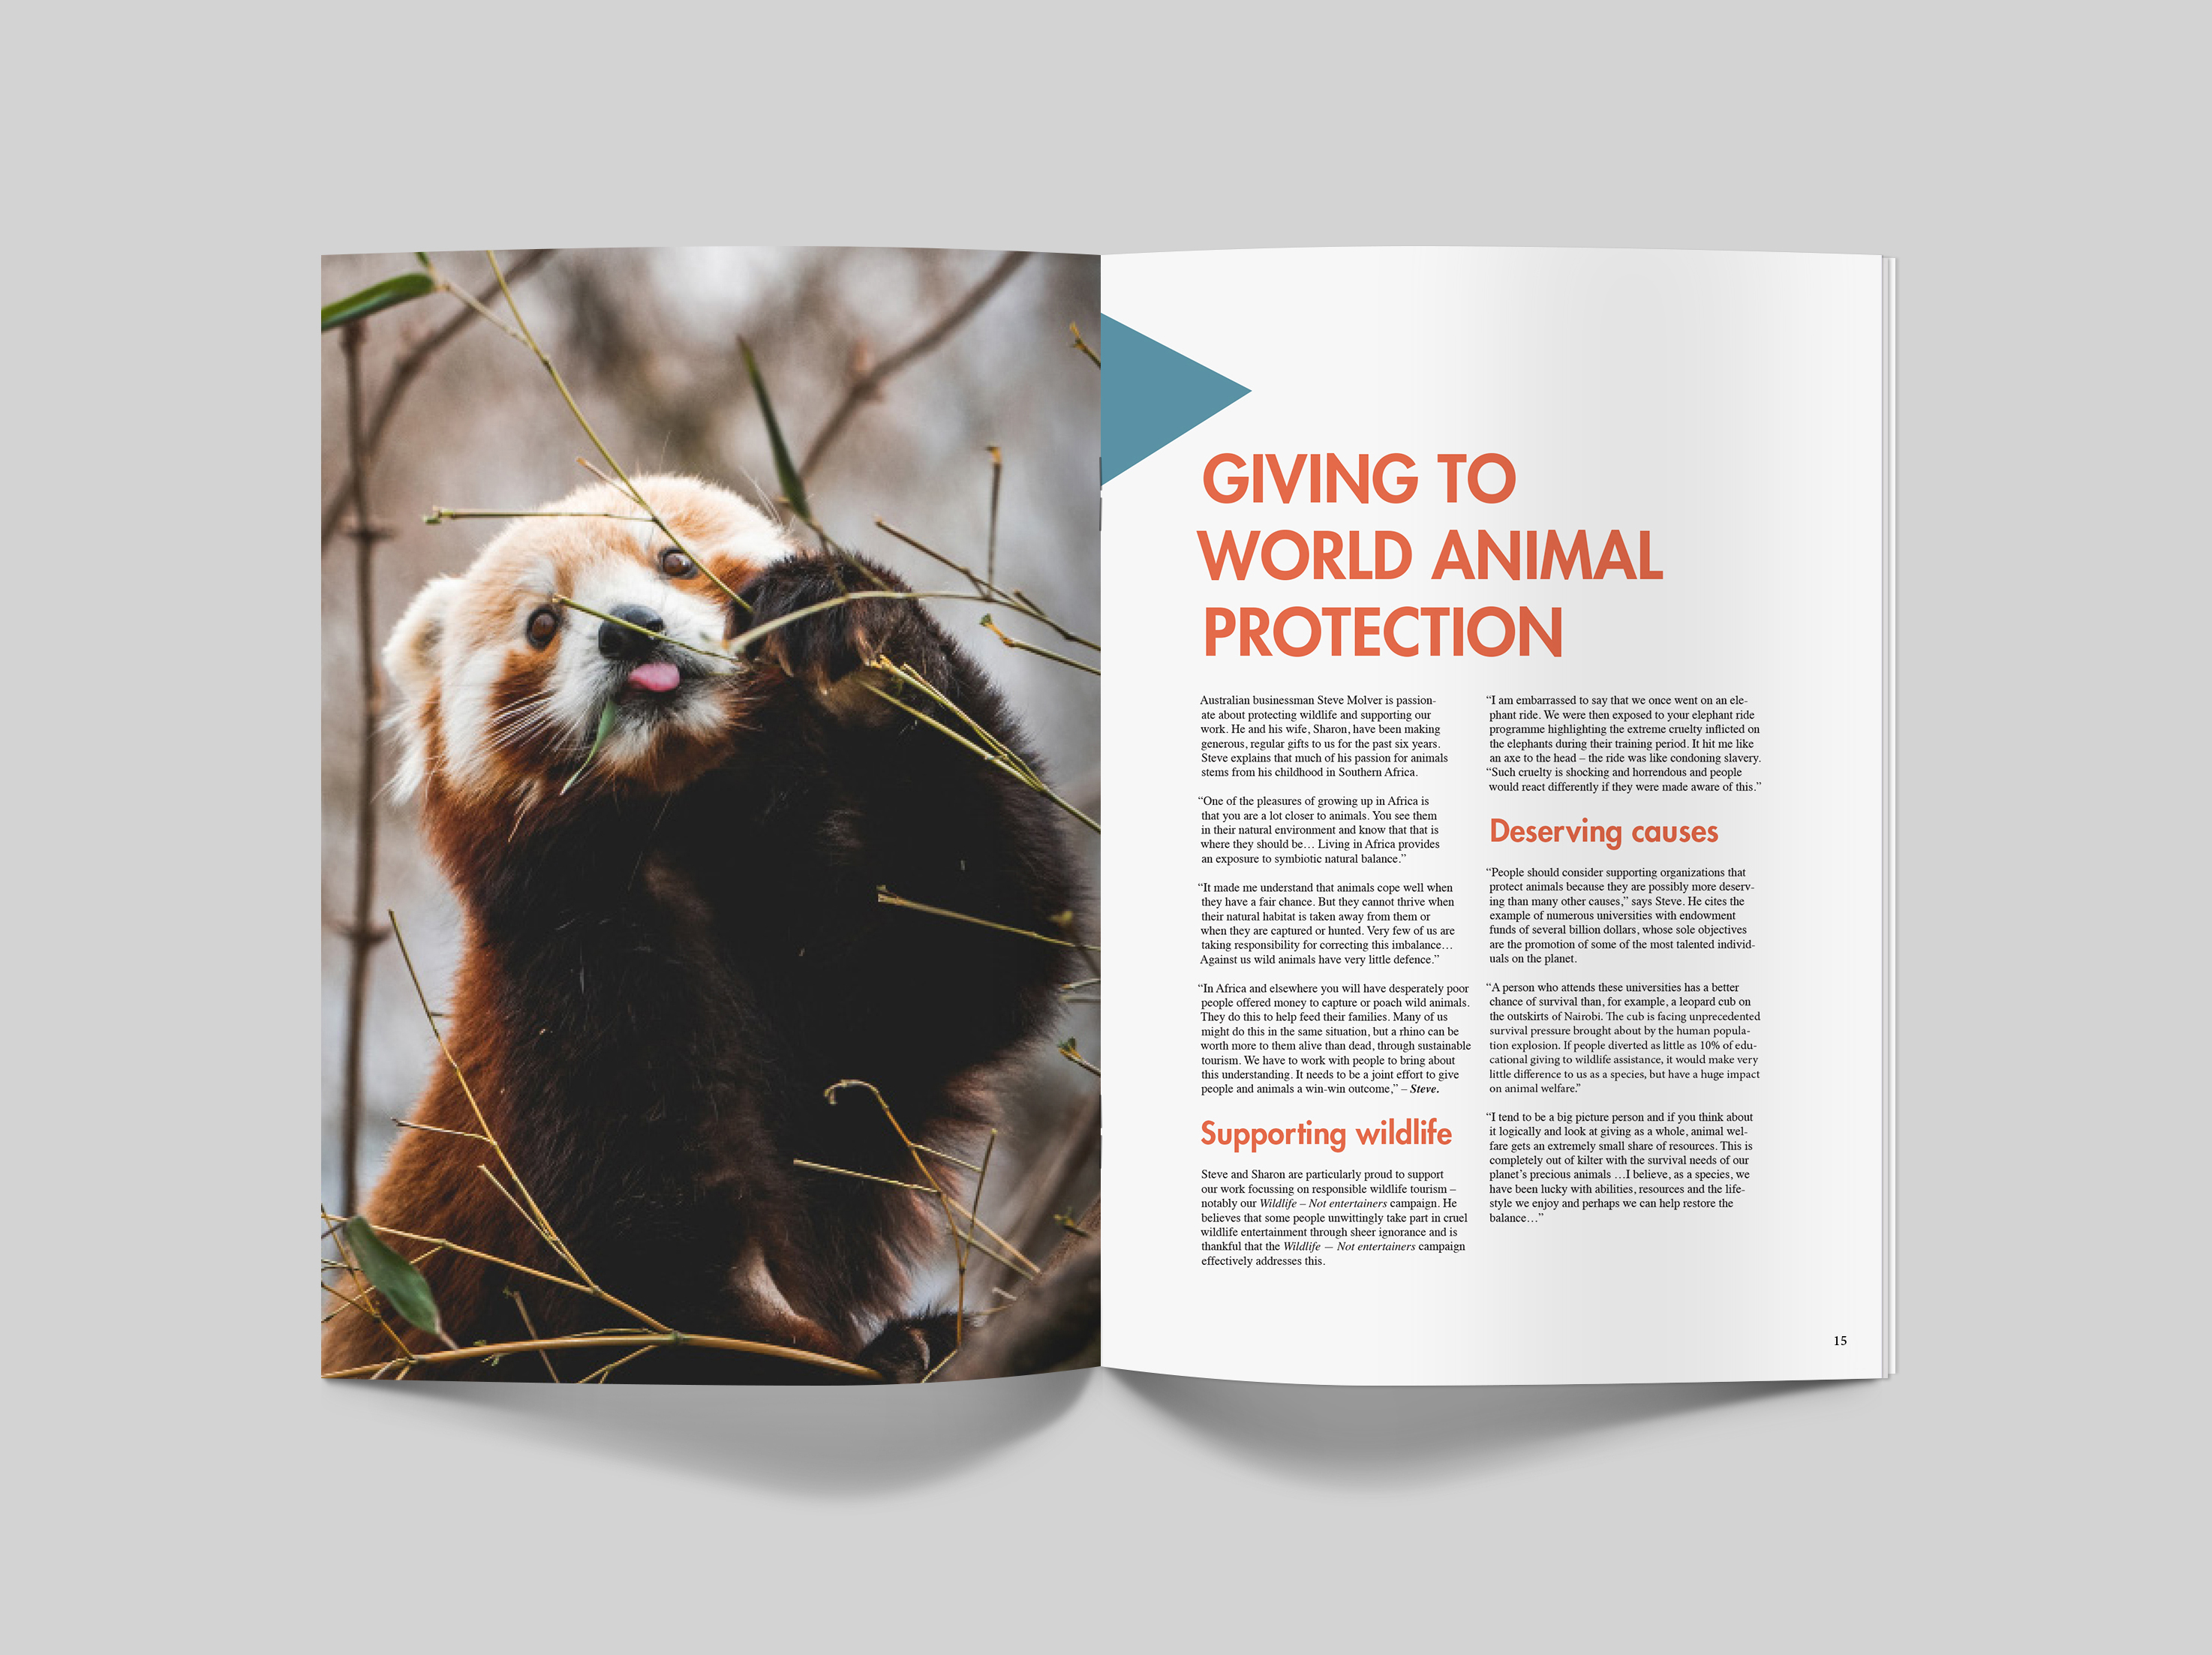 GIVING TO
WORLD ANIMAL
PROTECTION
Australian businessman Steve Molver is passion-
ate about protecting wildlife and supporting our
work. He and his wife, Sharon, have been making
generous, regular gifts to us for the past six years.
Steve explains that much of his passion for animals
stems from his childhood in Southern Africa.
“One of the pleasures of growing up in Africa is
that you are a lot closer to animals. You see them
in their natural environment and know that that is
where they should be… Living in Africa provides
an exposure to symbiotic natural balance.”
“It made me understand that animals cope well when
they have a fair chance. But they cannot thrive when
their natural habitat is taken away from them or
when they are captured or hunted. Very few of us are
taking responsibility for correcting this imbalance…
Against us wild animals have very little defence.”
“In Africa and elsewhere you will have desperately poor
people offered money to capture or poach wild animals.
They do this to help feed their families. Many of us
might do this in the same situation, but a rhino can be
worth more to them alive than dead, through sustainable
tourism. We have to work with people to bring about
this understanding. It needs to be a joint effort to give
people and animals a win-win outcome,” – Steve.
Supporting wildlife
Steve and Sharon are particularly proud to support
our work focussing on responsible wildlife tourism –
notably our Wildlife – Not entertainers campaign. He
believes that some people unwittingly take part in cruel
wildlife entertainment through sheer ignorance and is
thankful that the Wildlife — Not entertainers campaign
effectively addresses this.
“I am embarrassed to say that we once went on an ele-
phant ride. We were then exposed to your elephant ride
programme highlighting the extreme cruelty inflicted on
the elephants during their training period. It hit me like
an axe to the head – the ride was like condoning slavery.
“Such cruelty is shocking and horrendous and people
would react differently if they were made aware of this.”
Deserving causes
“People should consider supporting organizations that
protect animals because they are possibly more deserv-
ing than many other causes,” says Steve. He cites the
example of numerous universities with endowment
funds of several billion dollars, whose sole objectives
are the promotion of some of the most talented individ-
uals on the planet.
“A person who attends these universities has a better
chance of survival than, for example, a leopard cub on
the outskirts of Nairobi. The cub is facing unprecedented
survival pressure brought about by the human popula-
tion explosion. If people diverted as little as 10% of edu-
cational giving to wildlife assistance, it would make very
little difference to us as a species, but have a huge impact
on animal welfare.”
“I tend to be a big picture person and if you think about
it logically and look at giving as a whole, animal wel-
fare gets an extremely small share of resources. This is
completely out of kilter with the survival needs of our
planet’s precious animals …I believe, as a species, we
have been lucky with abilities, resources and the life-
style we enjoy and perhaps we can help restore the
balance…”
15